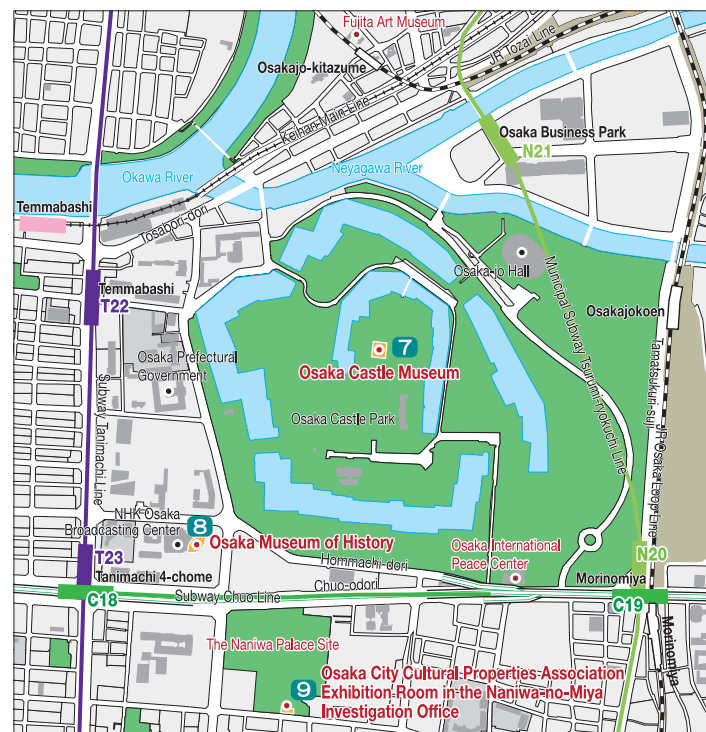 Fujita Art Museum
JR Tozai Line
Osakajo-kitazume
Keihan Main Line
Osaka Business Park
N21
Okawa River
Neyagawa River
Temmabashi
Tosabori-dori
Osaka-jo Hall
Temmabashi
T22
Osakajokoen
Municipal Subway Tsurumi-ryokuchi Line
7
Osaka Prefectural
Government
Osaka Castle Museum
Tamatsukuri-suji
Subway Tanimachi Line
Osaka Castle Park
JR Osaka Loop Line
NHK Osaka
Broadcasting Center
8
Osaka Museum of History
Osaka International
Peace Center
T23
N20
Hommachi-dori
Tanimachi 4-chome
Chuo-odori
Morinomiya
C18
Subway Chuo Line
C19
Morinomiya
The Naniwa Palace Site
9
Osaka City Cultural Properties Association
Exhibition Room in the Naniwa-no-Miya
Investigation Office